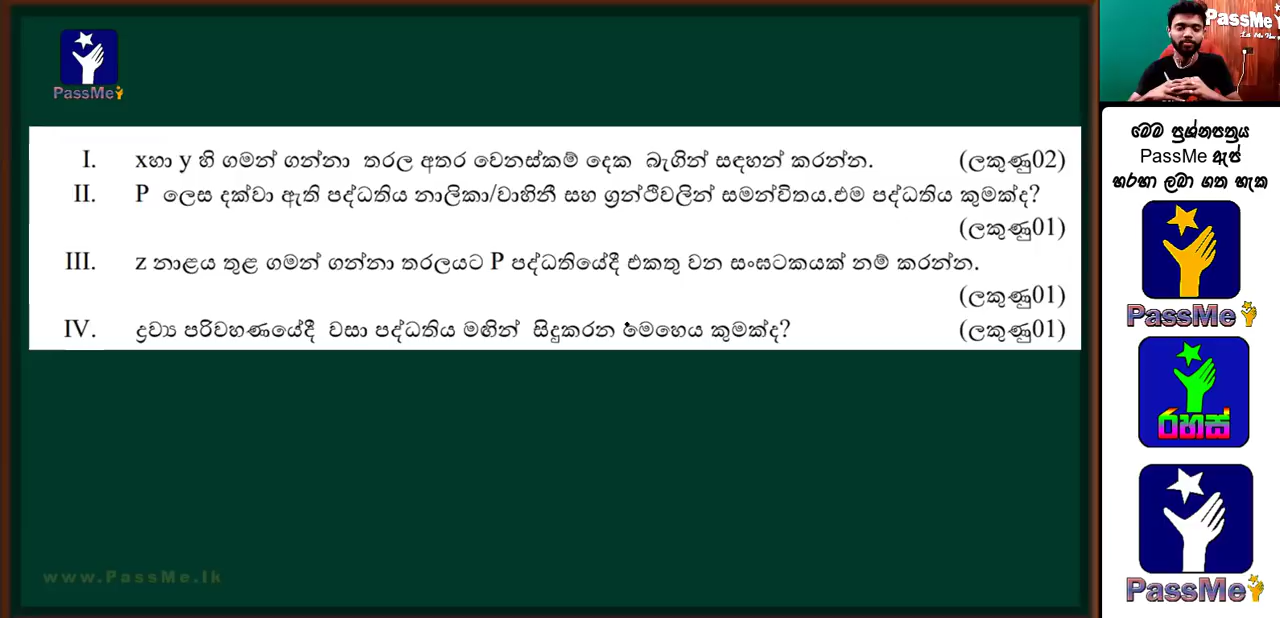 PassMe
I. xහා y හි ගමන් ගන්නා තරල අතර වෙනස්කම් දෙක බැගින් සඳහන් කරන්න. (ලකුණු02)
II. P ලෙස දක්වා ඇති පද්ධතිය නාලිකා/වාහිනී සහ ග්‍රන්ථිවලින් සමන්විතය.එම පද්ධතිය කුමක්ද?
(ලකුණු01)
III. z නාළය තුළ ගමන් ගන්නා තරලයට P පද්ධතියේදී එකතු වන සංඝටකයක් නම් කරන්න.
(ලකුණු01)
IV. ද්‍රව්‍ය පරිවහණයේදී වසා පද්ධතිය මඟින් සිදුකරන මෙහෙය කුමක්ද? (ලකුණු01)
www.PassMe.lk
PassMe
මෙම ප්‍රශ්නපත්‍රය
PassMe ඇප්
හරහා ලබා ගත හැක
PassMe
රහස්
PassMe